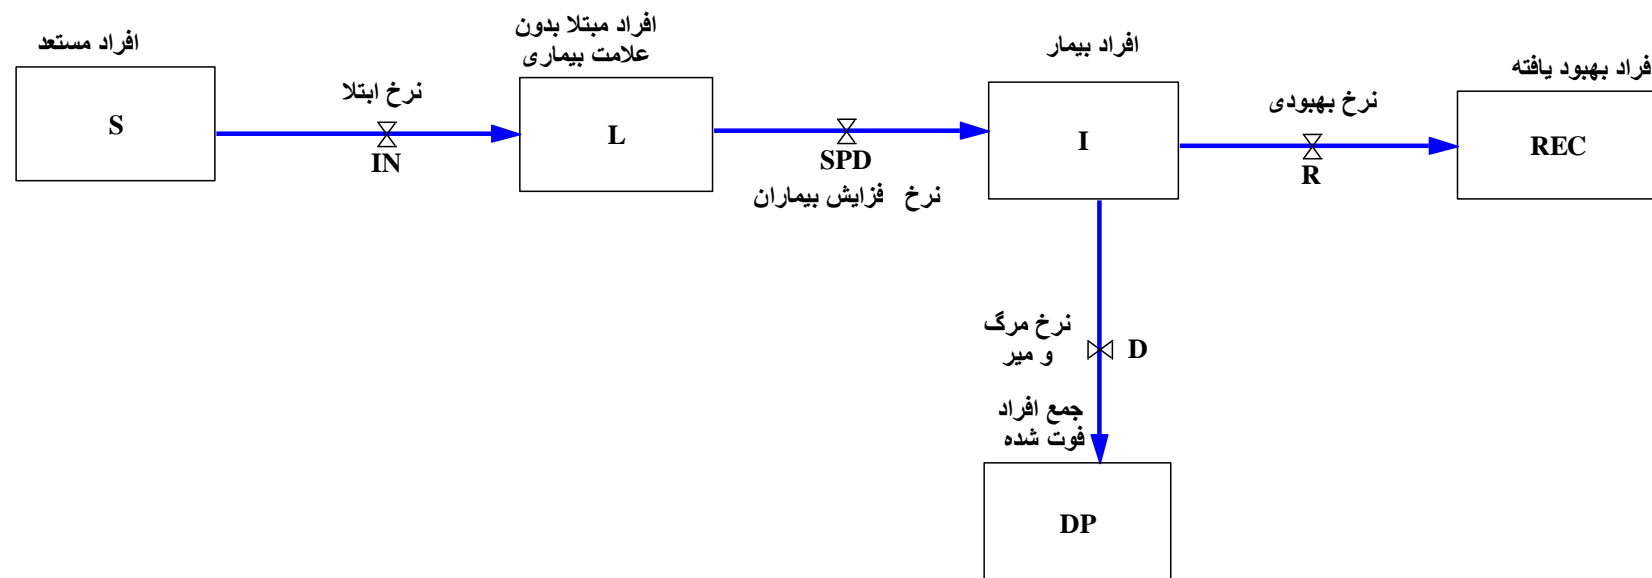 افراد مستعد
S
نرخ ابتلا
IN
افراد مبتلا بدون
علامت بیماری
L
SPD
نرخ فزایش بیماران
افراد بیمار
I
نرخ بهبودی
R
فراد بهبود یافته
REC
نرخ مرگ
و میر
D
جمع افراد
فوت شده
DP